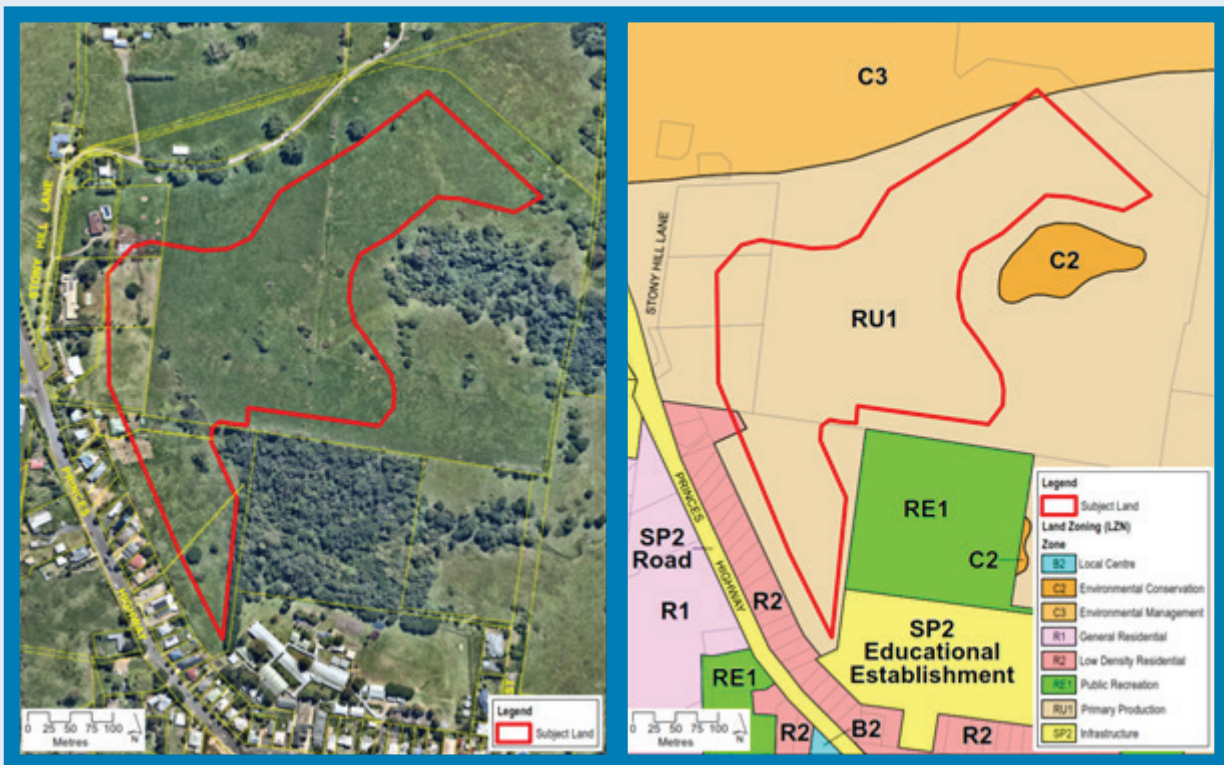 STONY HILL LANE
PRINCES
HIGHWAY
ST
0 25 50 75 100
Metres
N
Legend
Subject Land
C3
STONY HILL LANE
C2
RU1
PRINCES
HIGHWAY
SP2
Road
R1
R2
RE1
C2
SP2
Educational
Establishment
RE1
R2
B2
R2
0 25 50 75 100
Metres
N
Legend
Subject Land
Land Zoning (LZN)
Zone
B2 Local Centre
C2 Environmental Conservation
C3 Environmental Management
R1 General Residential
R2 Low Density Residential
RE1 Public Recreation
RU1 Primary Production
SP2 Infrastructure